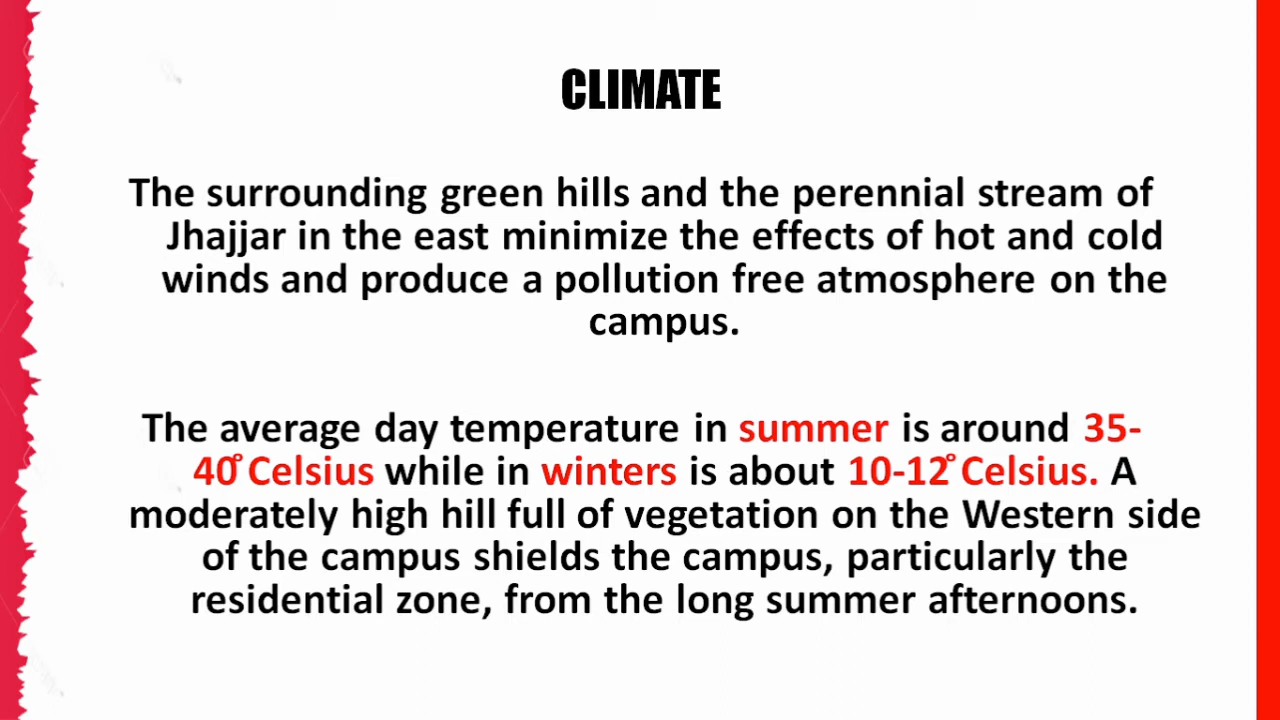 CLIMATE
The surrounding green hills and the perennial stream of
Jhajjar in the east minimize the effects of hot and cold
winds and produce a pollution free atmosphere on the
campus.
The average day temperature in summer is around 35-
40° Celsius while in winters is about 10-12° Celsius. A
moderately high hill full of vegetation on the Western side
of the campus shields the campus, particularly the
residential zone, from the long summer afternoons.